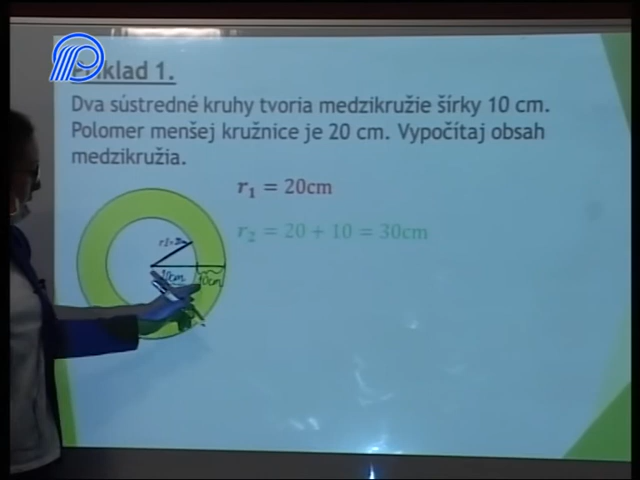 Príklad 1.
Dva sústredné kruhy tvoria medzikružie šírky 10 cm.
Polomer menšej kružnice je 20 cm. Vypočítaj obsah
medzikružia.
r₁ = 20cm
r₂ = 20 + 10 = 30cm
10cm